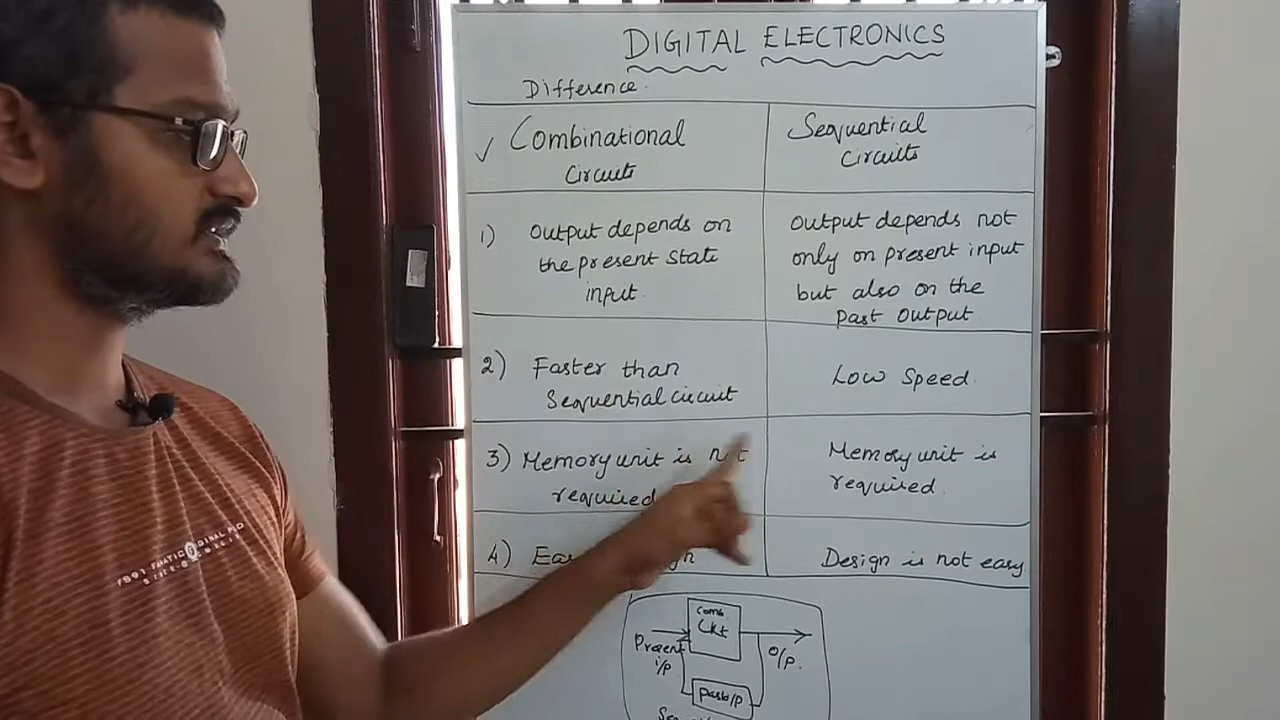 DIGITAL ELECTRONICS
Difference.
✓ Combinational
Circuits
Sequential
Circuits
1) Output depends on
the present state
input.
Output depends not
only on present input
but also on the
Past Output
2) Faster than
Sequential circuit
Low Speed
3) Memory unit is not
required
Memory unit is
required
4)
Design is not easy
Comb
Ckt
Present
i/p
O/p.
Past o/p